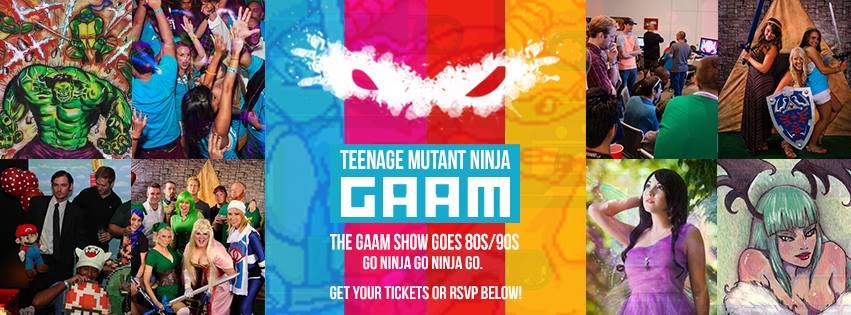 TEENAGE MUTANT NINJA
GAAM
THE GAAM SHOW GOES 80S/90S
GO NINJA GO NINJA GO.
GET YOUR TICKETS OR RSVP BELOW!